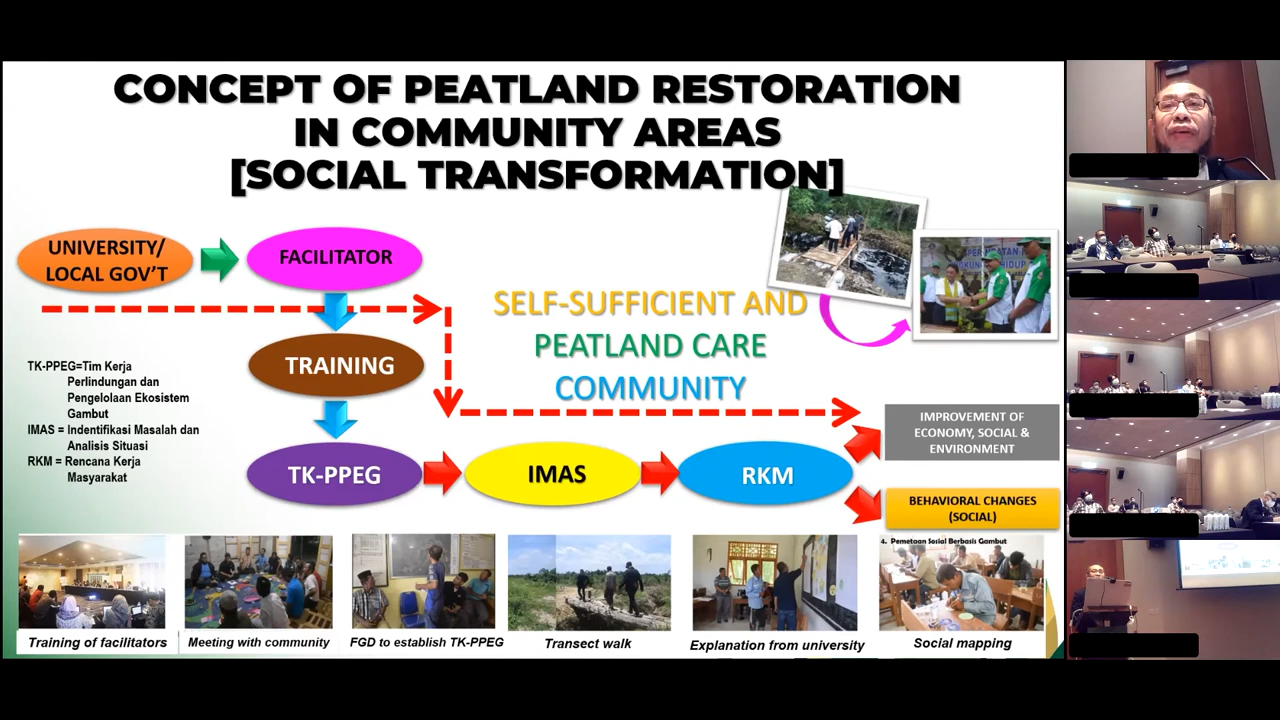 CONCEPT OF PEATLAND RESTORATION
IN COMMUNITY AREAS
[SOCIAL TRANSFORMATION]
UNIVERSITY/
LOCAL GOV'T
FACILITATOR
TRAINING
TK-PPEG=Tim Kerja
Perlindungan dan
Pengelolaan Ekosistem
Gambut
IMAS = Indentifikasi Masalah dan
Analisis Situasi
RKM = Rencana Kerja
Masyarakat
SELF-SUFFICIENT AND
PEATLAND CARE
COMMUNITY
TK-PPEG
IMAS
RKM
IMPROVEMENT OF
ECONOMY, SOCIAL &
ENVIRONMENT
BEHAVIORAL CHANGES
(SOCIAL)
4. Pemetaan Sosial Berbasis Gambut
Training of facilitators
Meeting with community
FGD to establish TK-PPEG
Transect walk
Explanation from university
Social mapping